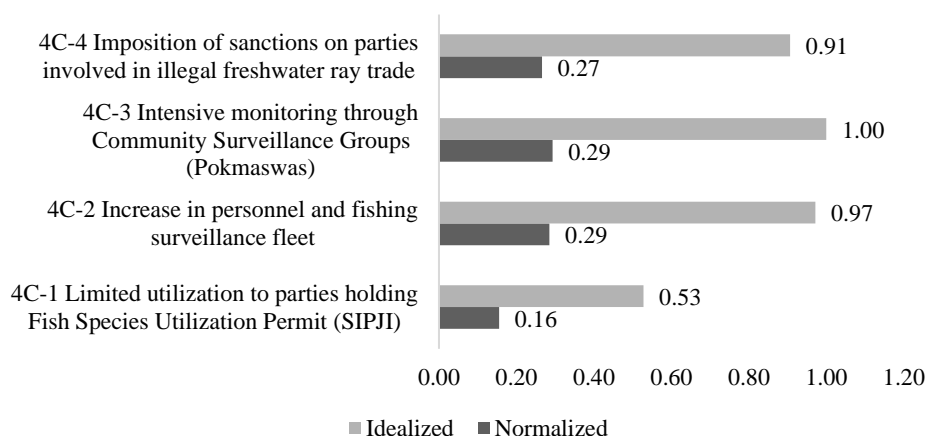 4C-4 Imposition of sanctions on parties
involved in illegal freshwater ray trade
0.91
0.27
4C-3 Intensive monitoring through
Community Surveillance Groups
(Pokmaswas)
1.00
0.29
4C-2 Increase in personnel and fishing
surveillance fleet
0.97
0.29
4C-1 Limited utilization to parties holding
Fish Species Utilization Permit (SIPJI)
0.53
0.16
0.00 0.20 0.40 0.60 0.80 1.00 1.20
Idealized Normalized